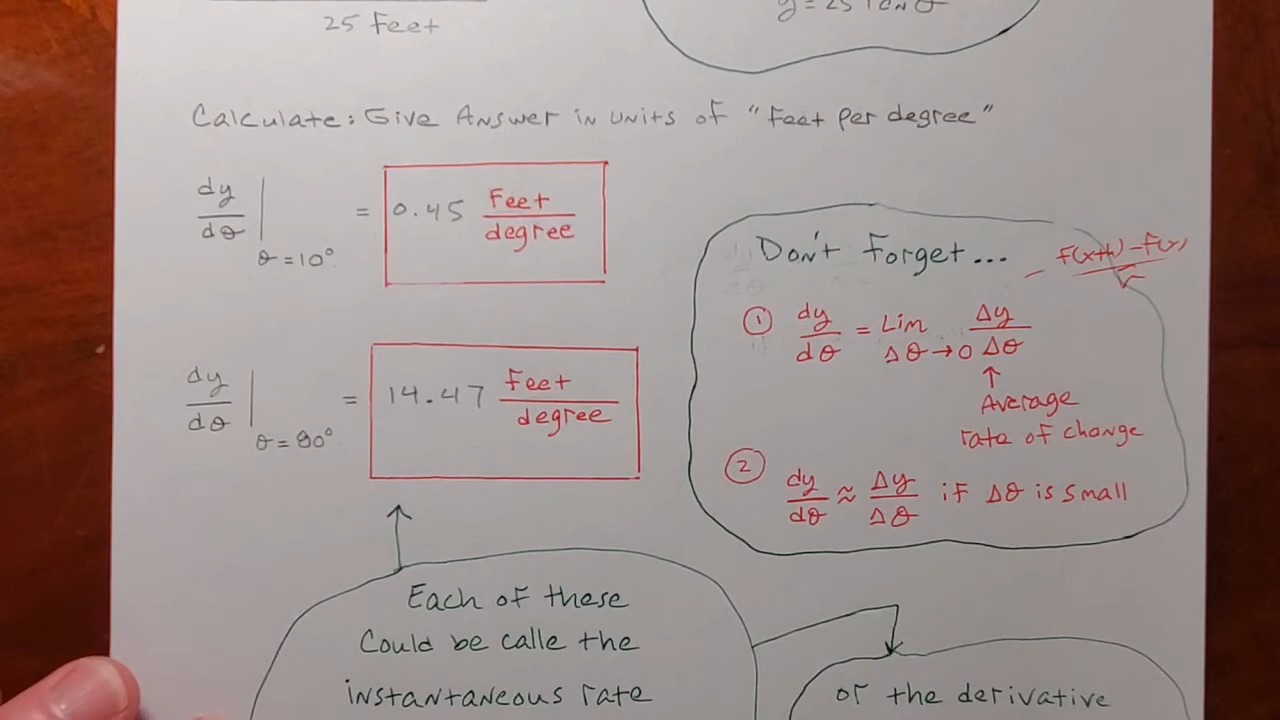 25 Feet
y = 25 Tan θ
Calculate: Give Answer in units of "Feet per degree"
dy/dθ | θ = 10° = 0.45 Feet/degree
dy/dθ | θ = 80° = 14.47 Feet/degree
Don't Forget...
F(x+h) - F(x)
① dy/dθ = Lim Δθ→0 Δy/Δθ
↑
Average
rate of change
② dy/dθ ≈ Δy/Δθ if Δθ is small
Each of these
Could be calle the
instantaneous rate
or the derivative